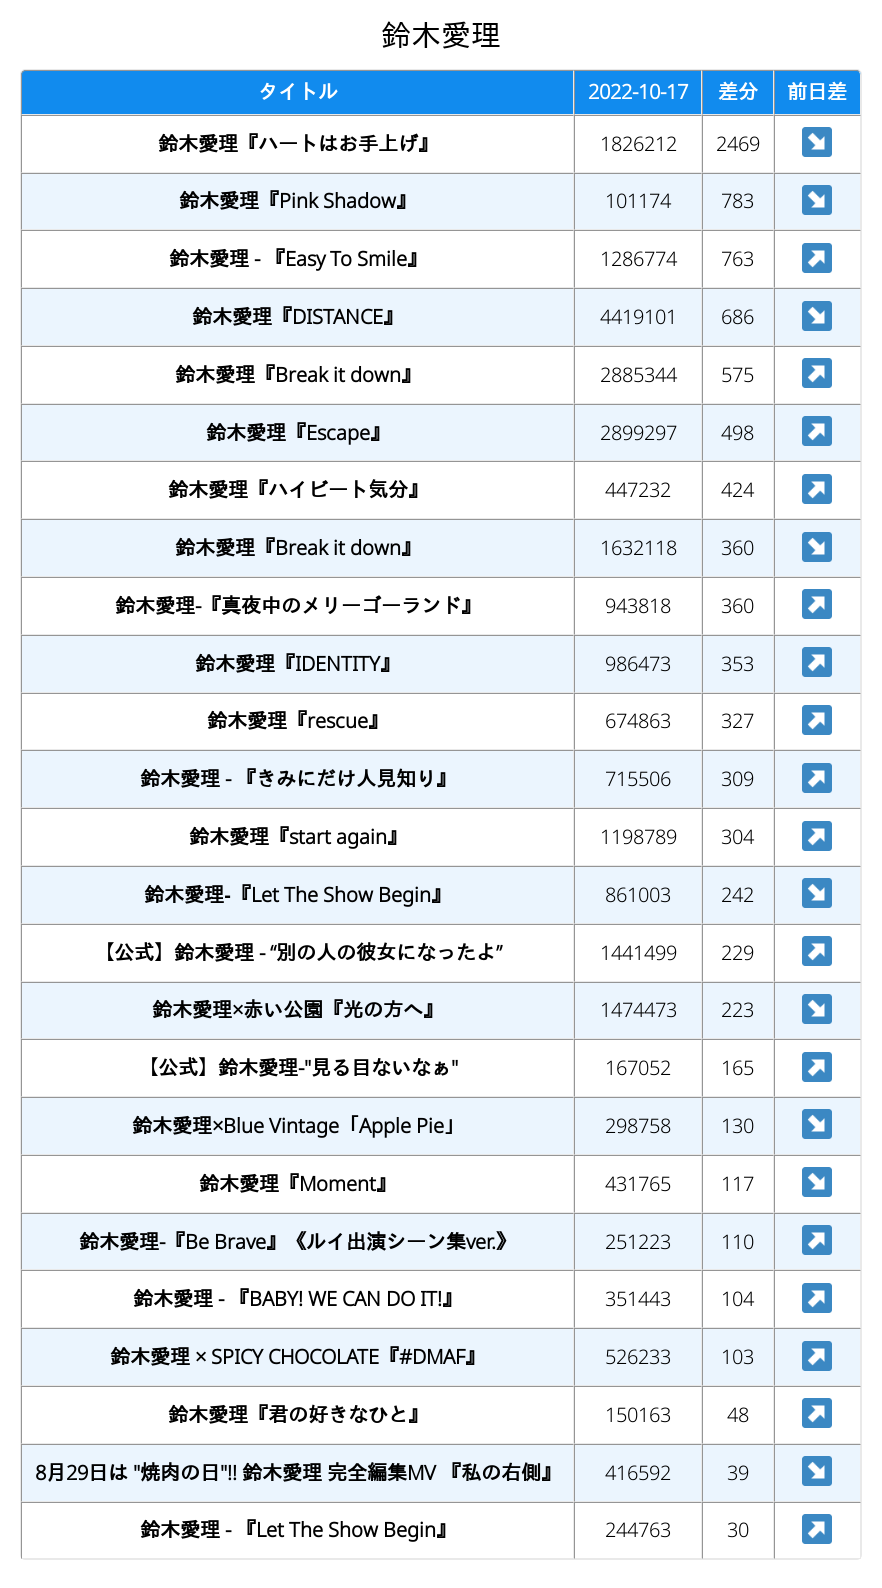 鈴木愛理
タイトル 2022-10-17 差分 前日差
鈴木愛理『ハートはお手上げ』 1826212 2469 ↘
鈴木愛理『Pink Shadow』 101174 783 ↘
鈴木愛理 - 『Easy To Smile』 1286774 763 ↗
鈴木愛理『DISTANCE』 4419101 686 ↘
鈴木愛理『Break it down』 2885344 575 ↗
鈴木愛理『Escape』 2899297 498 ↗
鈴木愛理『ハイビート気分』 447232 424 ↗
鈴木愛理『Break it down』 1632118 360 ↘
鈴木愛理-『真夜中のメリーゴーランド』 943818 360 ↗
鈴木愛理『IDENTITY』 986473 353 ↗
鈴木愛理『rescue』 674863 327 ↗
鈴木愛理 - 『きみにだけ人見知り』 715506 309 ↗
鈴木愛理『start again』 1198789 304 ↗
鈴木愛理-『Let The Show Begin』 861003 242 ↘
【公式】鈴木愛理 - “別の人の彼女になったよ” 1441499 229 ↗
鈴木愛理×赤い公園『光の方へ』 1474473 223 ↘
【公式】鈴木愛理-"見る目ないなぁ" 167052 165 ↗
鈴木愛理×Blue Vintage「Apple Pie」 298758 130 ↘
鈴木愛理『Moment』 431765 117 ↘
鈴木愛理-『Be Brave』《ルイ出演シーン集ver.》 251223 110 ↗
鈴木愛理 - 『BABY! WE CAN DO IT!』 351443 104 ↗
鈴木愛理 × SPICY CHOCOLATE『#DMAF』 526233 103 ↗
鈴木愛理『君の好きなひと』 150163 48 ↗
8月29日は "焼肉の日"!! 鈴木愛理 完全編集MV 『私の右側』 416592 39 ↘
鈴木愛理 - 『Let The Show Begin』 244763 30 ↗